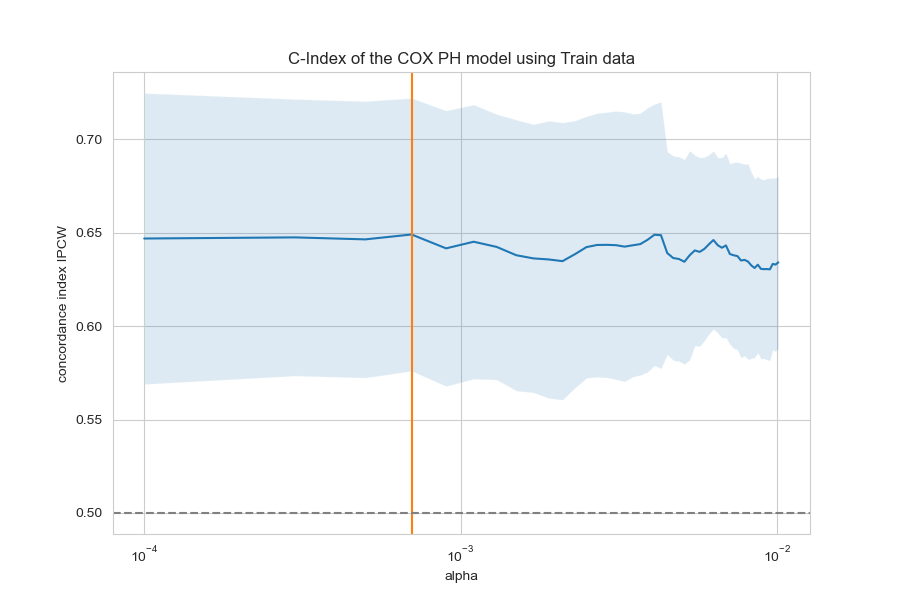 C-Index of the COX PH model using Train data
concordance index IPCW
0.70
0.65
0.60
0.55
0.50
10⁻⁴
10⁻³
10⁻²
alpha